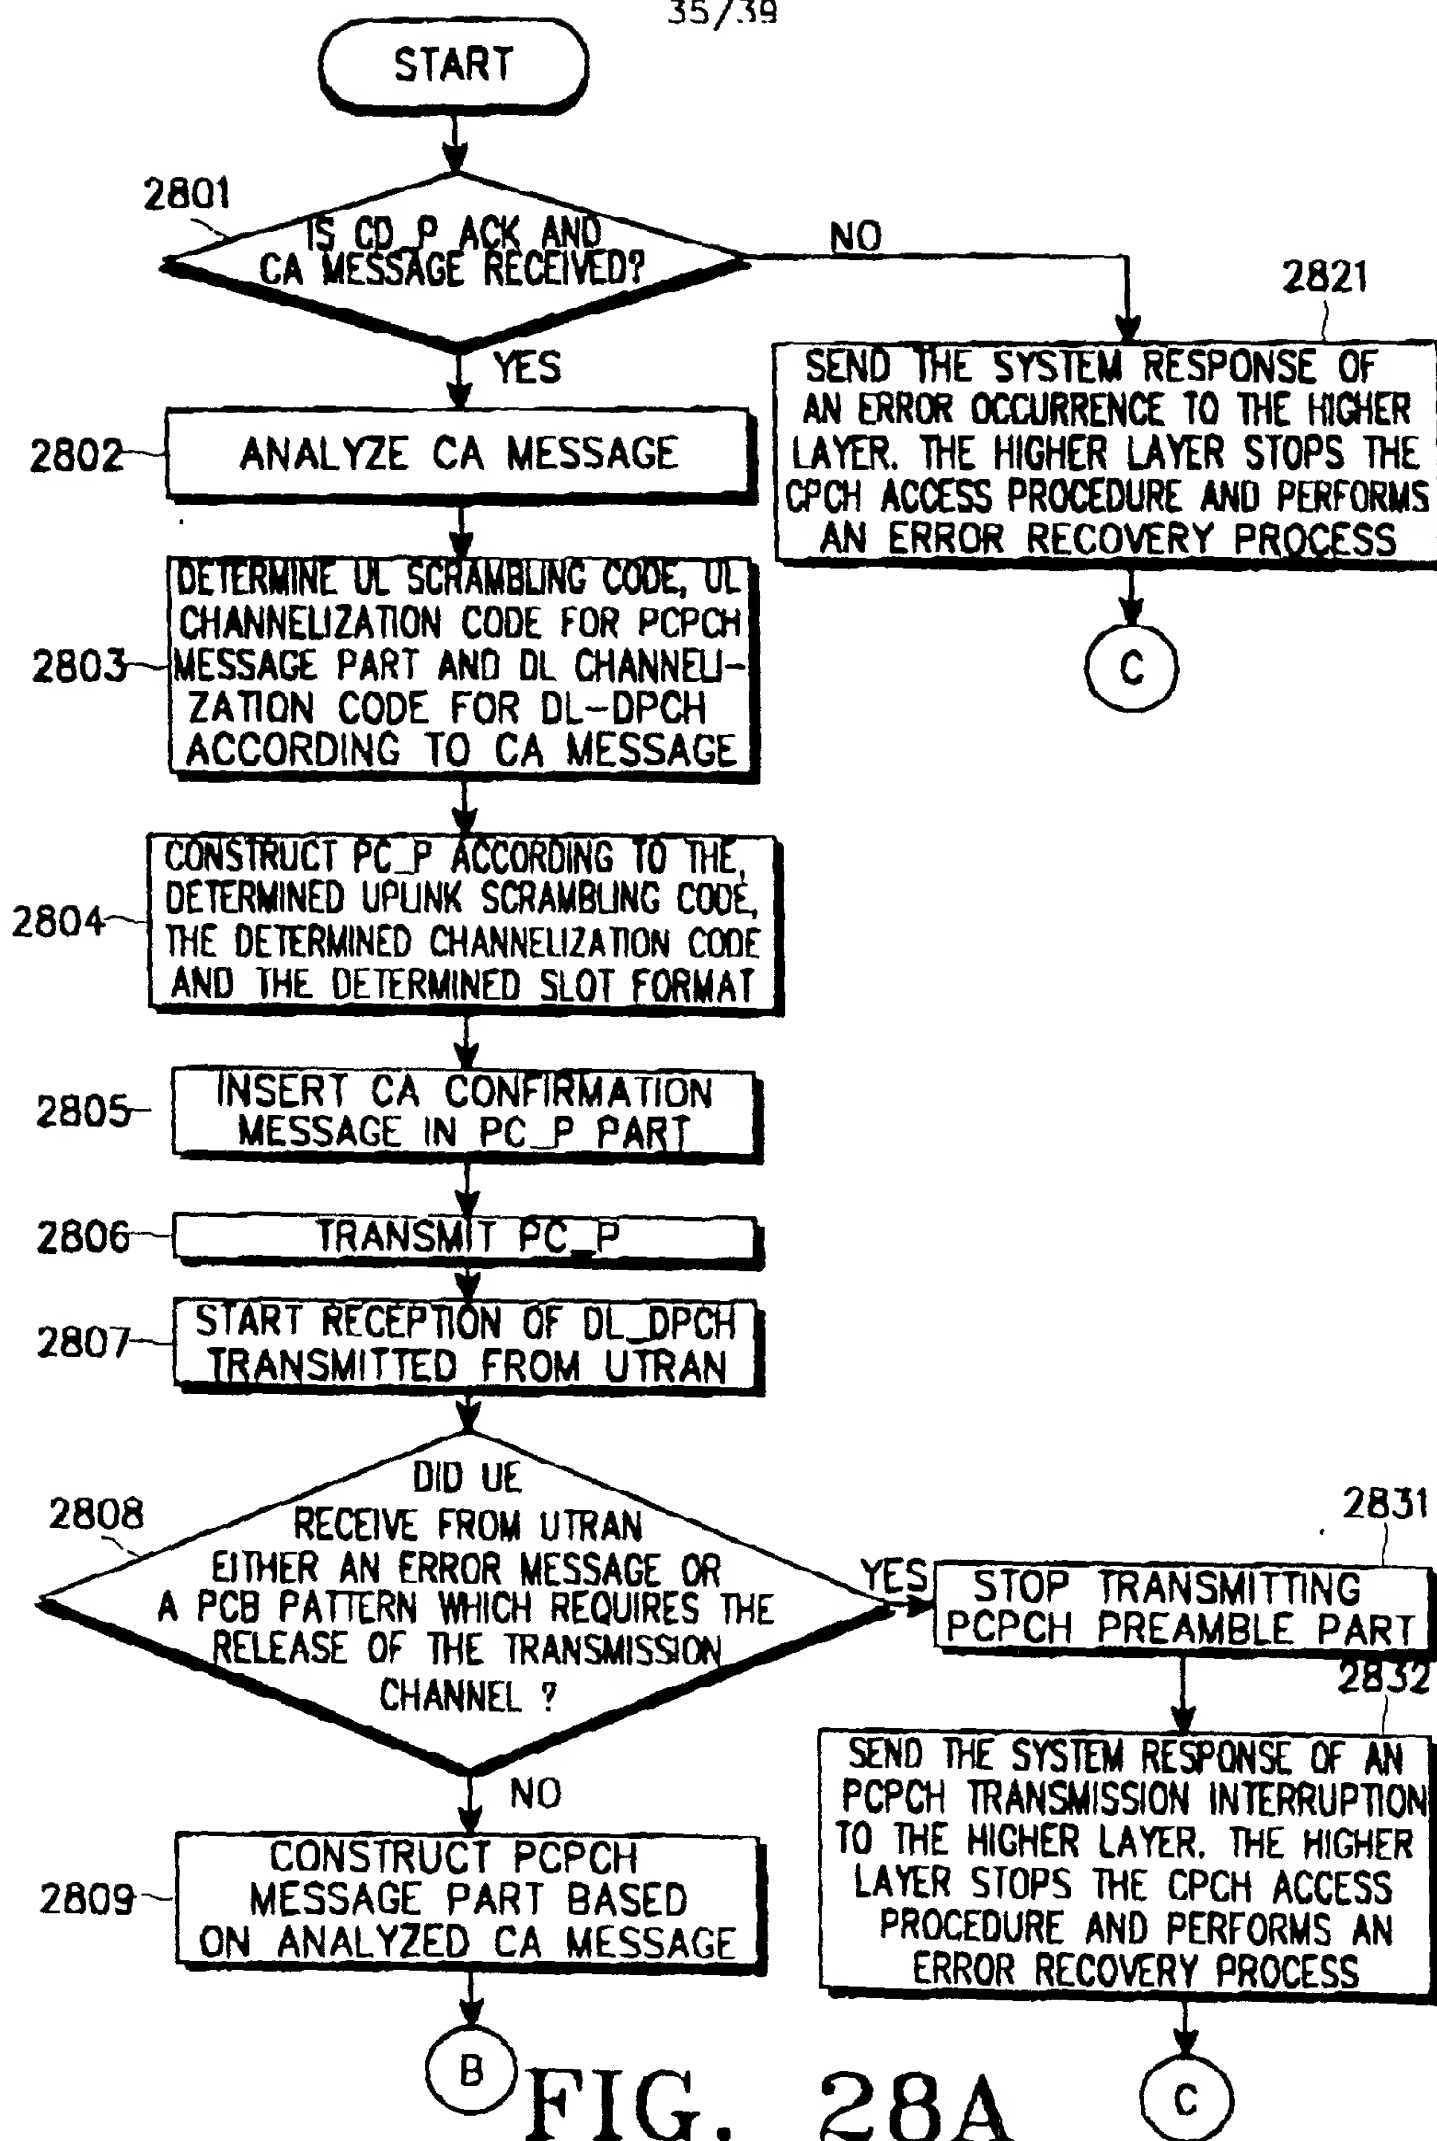 35/39
START
2801
IS CD_P ACK AND
CA MESSAGE RECEIVED?
NO
YES
2821
SEND THE SYSTEM RESPONSE OF
AN ERROR OCCURRENCE TO THE HIGHER
LAYER. THE HIGHER LAYER STOPS THE
CPCH ACCESS PROCEDURE AND PERFORMS
AN ERROR RECOVERY PROCESS
C
2802
ANALYZE CA MESSAGE
2803
DETERMINE UL SCRAMBLING CODE, UL
CHANNELIZATION CODE FOR PCPCH
MESSAGE PART AND DL CHANNELI-
ZATION CODE FOR DL-DPCH
ACCORDING TO CA MESSAGE
2804
CONSTRUCT PC_P ACCORDING TO THE,
DETERMINED UPLINK SCRAMBLING CODE,
THE DETERMINED CHANNELIZATION CODE
AND THE DETERMINED SLOT FORMAT
2805
INSERT CA CONFIRMATION
MESSAGE IN PC_P PART
2806
TRANSMIT PC_P
2807
START RECEPTION OF DL_DPCH
TRANSMITTED FROM UTRAN
2808
DID UE
RECEIVE FROM UTRAN
EITHER AN ERROR MESSAGE OR
A PCB PATTERN WHICH REQUIRES THE
RELEASE OF THE TRANSMISSION
CHANNEL ?
YES
NO
2831
STOP TRANSMITTING
PCPCH PREAMBLE PART
2832
SEND THE SYSTEM RESPONSE OF AN
PCPCH TRANSMISSION INTERRUPTION
TO THE HIGHER LAYER. THE HIGHER
LAYER STOPS THE CPCH ACCESS
PROCEDURE AND PERFORMS AN
ERROR RECOVERY PROCESS
C
2809
CONSTRUCT PCPCH
MESSAGE PART BASED
ON ANALYZED CA MESSAGE
B
FIG. 28A